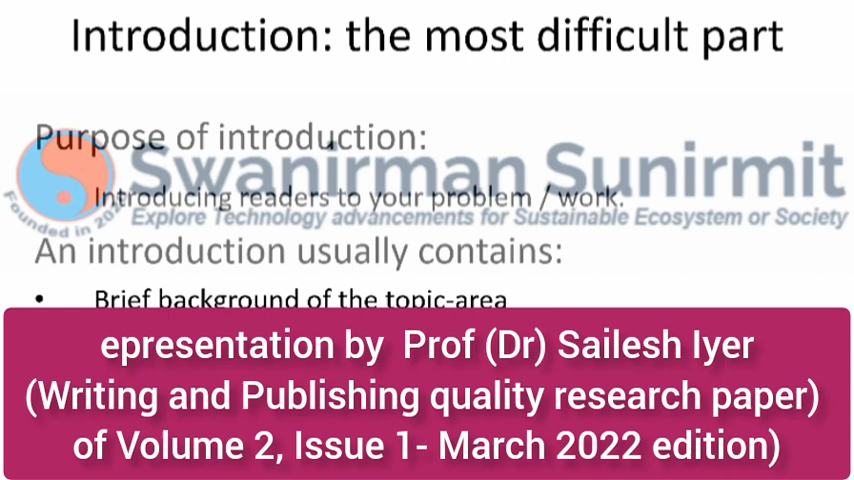 Introduction: the most difficult part
Purpose of introduction:
Swanirman Sunirmit
Introducing readers to your problem / work.
Explore Technology advancements for Sustainable Ecosystem or Society
Founded in
An introduction usually contains:
• Brief background of the topic-area
epresentation by Prof (Dr) Sailesh Iyer
(Writing and Publishing quality research paper)
of Volume 2, Issue 1- March 2022 edition)